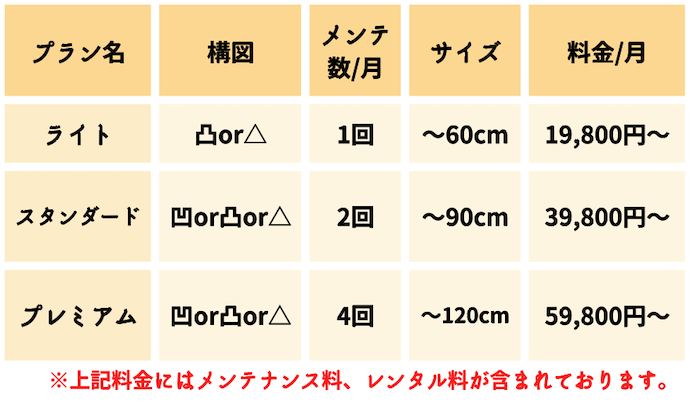 プラン名 構図 メンテ数/月 サイズ 料金/月
ライト 凸or△ 1回 〜60cm 19,800円〜
スタンダード 凹or凸or△ 2回 〜90cm 39,800円〜
プレミアム 凹or凸or△ 4回 〜120cm 59,800円〜
※上記料金にはメンテナンス料、レンタル料が含まれております。